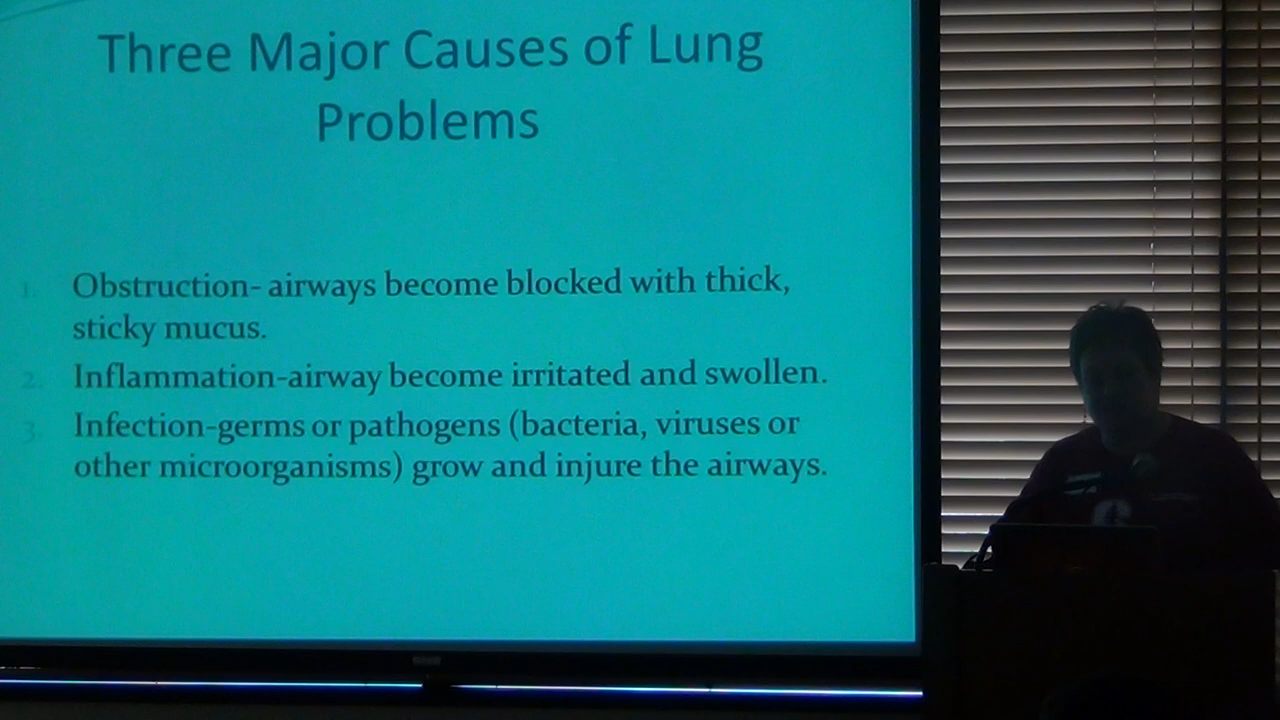 Three Major Causes of Lung
Problems
1. Obstruction- airways become blocked with thick,
sticky mucus.
2. Inflammation-airway become irritated and swollen.
3. Infection-germs or pathogens (bacteria, viruses or
other microorganisms) grow and injure the airways.